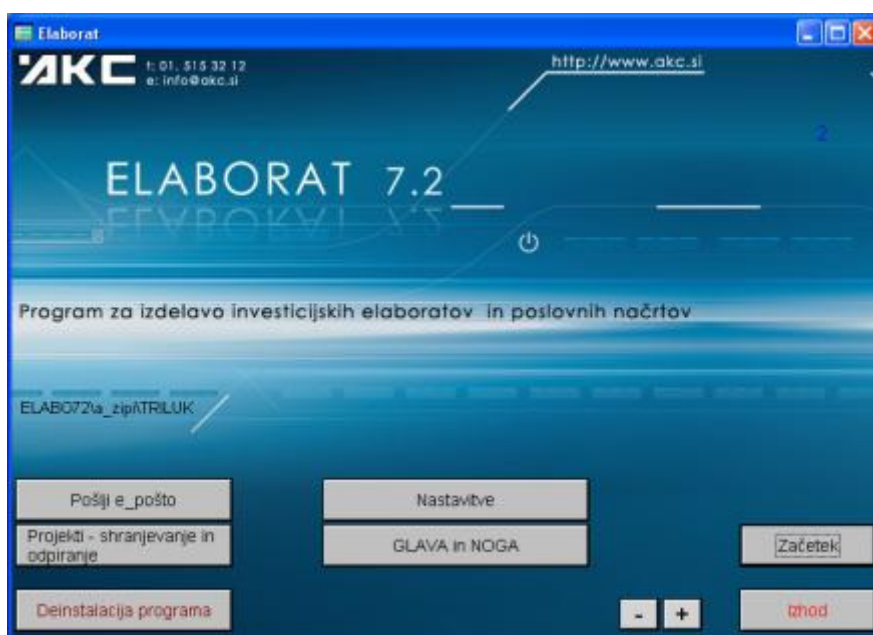 Elaborat
AKC
t: 01. 515 32 12
e: info@akc.si
http://www.akc.si
2
ELABORAT 7.2
Program za izdelavo investicijskih elaboratov in poslovnih načrtov
ELABO72\a_zip\TRILUK
Pošlji e_pošto
Nastavitve
Projekti - shranjevanje in
odpiranje
GLAVA in NOGA
Začetek
Deinstalacija programa
-
+
Izhod